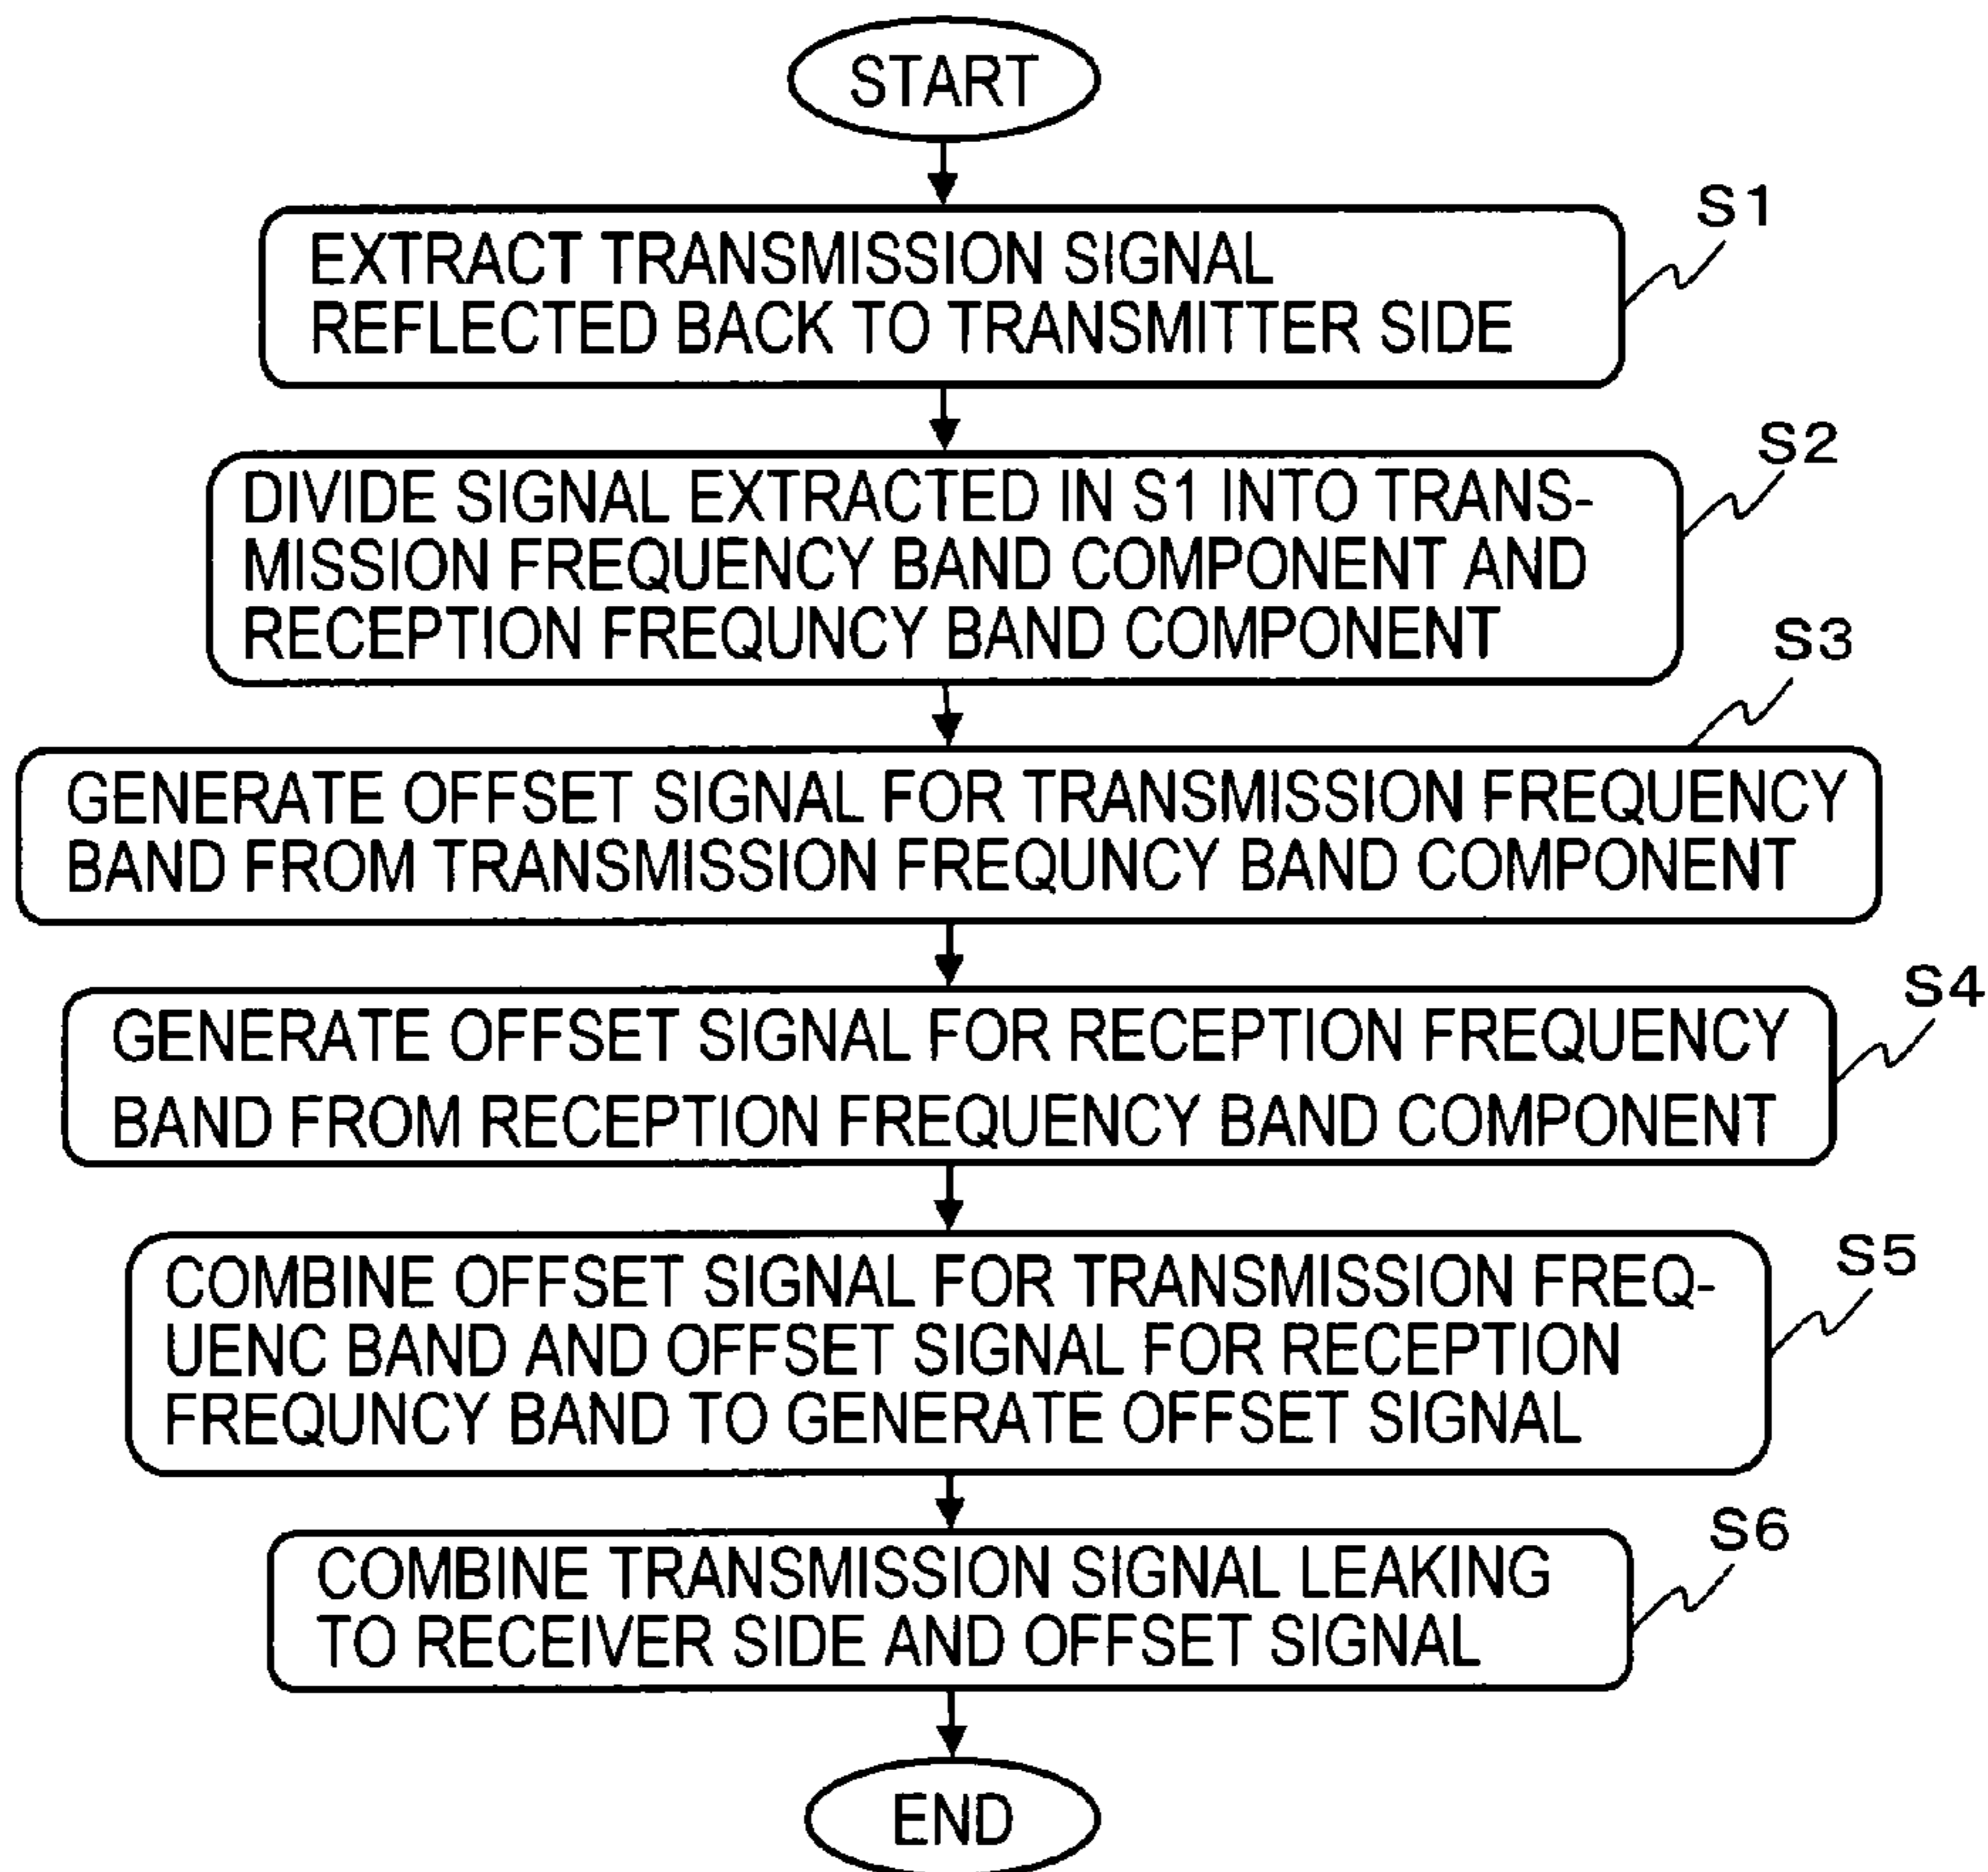 START
S1
EXTRACT TRANSMISSION SIGNAL
REFLECTED BACK TO TRANSMITTER SIDE
S2
DIVIDE SIGNAL EXTRACTED IN S1 INTO TRANS-
MISSION FREQUENCY BAND COMPONENT AND
RECEPTION FREQUNCY BAND COMPONENT
S3
GENERATE OFFSET SIGNAL FOR TRANSMISSION FREQUENCY
BAND FROM TRANSMISSION FREQUNCY BAND COMPONENT
S4
GENERATE OFFSET SIGNAL FOR RECEPTION FREQUENCY
BAND FROM RECEPTION FREQUENCY BAND COMPONENT
S5
COMBINE OFFSET SIGNAL FOR TRANSMISSION FREQ-
UENC BAND AND OFFSET SIGNAL FOR RECEPTION
FREQUNCY BAND TO GENERATE OFFSET SIGNAL
S6
COMBINE TRANSMISSION SIGNAL LEAKING
TO RECEIVER SIDE AND OFFSET SIGNAL
END